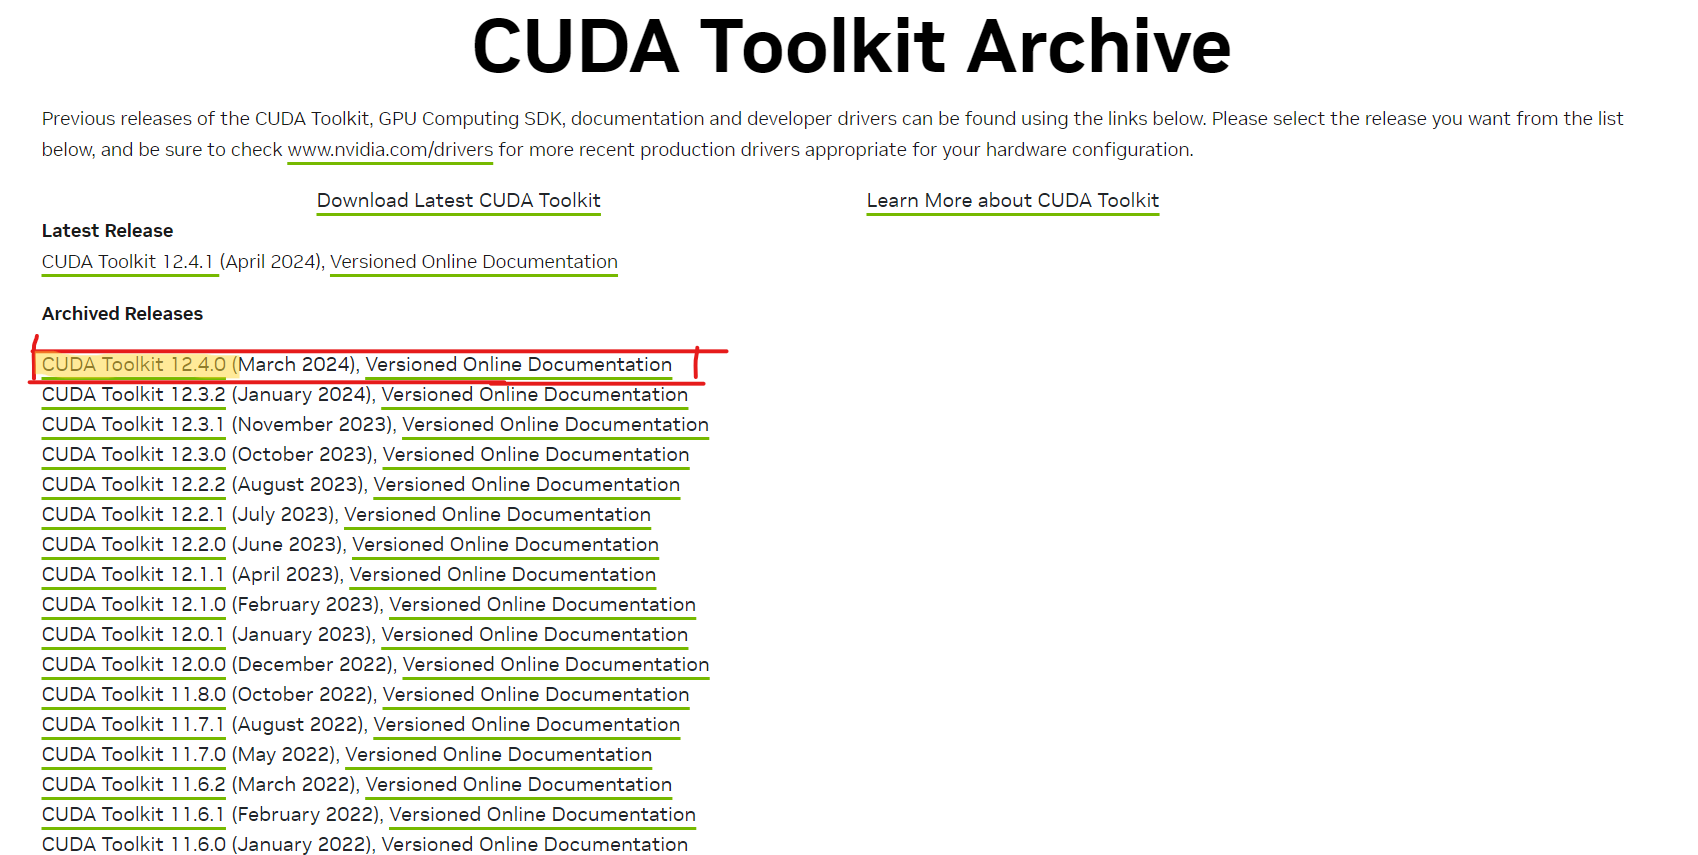 CUDA Toolkit Archive
Previous releases of the CUDA Toolkit, GPU Computing SDK, documentation and developer drivers can be found using the links below. Please select the release you want from the list
below, and be sure to check www.nvidia.com/drivers for more recent production drivers appropriate for your hardware configuration.
Download Latest CUDA Toolkit Learn More about CUDA Toolkit
Latest Release
CUDA Toolkit 12.4.1 (April 2024), Versioned Online Documentation
Archived Releases
CUDA Toolkit 12.4.0 (March 2024), Versioned Online Documentation
CUDA Toolkit 12.3.2 (January 2024), Versioned Online Documentation
CUDA Toolkit 12.3.1 (November 2023), Versioned Online Documentation
CUDA Toolkit 12.3.0 (October 2023), Versioned Online Documentation
CUDA Toolkit 12.2.2 (August 2023), Versioned Online Documentation
CUDA Toolkit 12.2.1 (July 2023), Versioned Online Documentation
CUDA Toolkit 12.2.0 (June 2023), Versioned Online Documentation
CUDA Toolkit 12.1.1 (April 2023), Versioned Online Documentation
CUDA Toolkit 12.1.0 (February 2023), Versioned Online Documentation
CUDA Toolkit 12.0.1 (January 2023), Versioned Online Documentation
CUDA Toolkit 12.0.0 (December 2022), Versioned Online Documentation
CUDA Toolkit 11.8.0 (October 2022), Versioned Online Documentation
CUDA Toolkit 11.7.1 (August 2022), Versioned Online Documentation
CUDA Toolkit 11.7.0 (May 2022), Versioned Online Documentation
CUDA Toolkit 11.6.2 (March 2022), Versioned Online Documentation
CUDA Toolkit 11.6.1 (February 2022), Versioned Online Documentation
CUDA Toolkit 11.6.0 (January 2022), Versioned Online Documentation